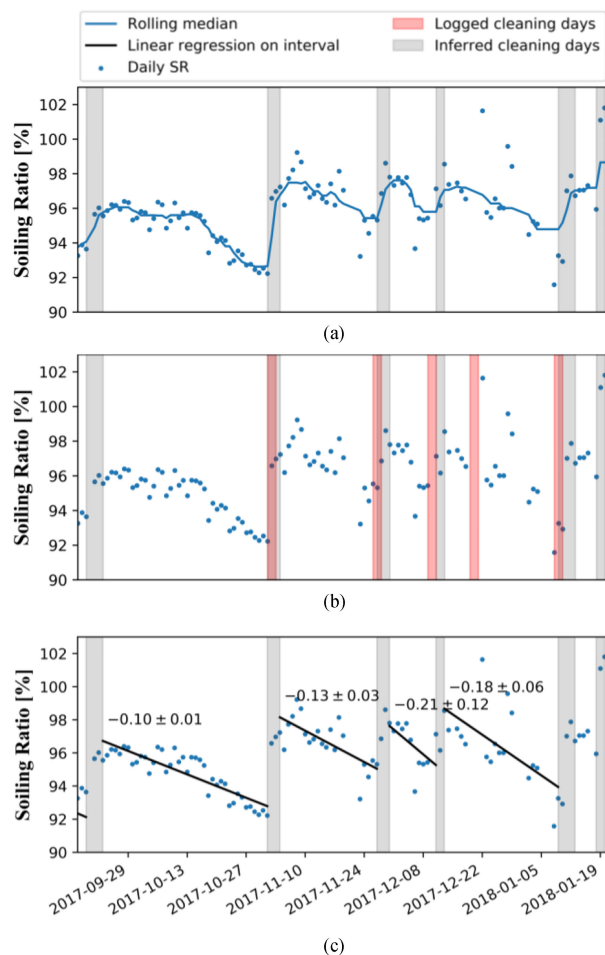 Rolling median
Linear regression on interval
Daily SR
Logged cleaning days
Inferred cleaning days
Soiling Ratio [%]
102
100
98
96
94
92
90
(a)
Soiling Ratio [%]
102
100
98
96
94
92
90
(b)
Soiling Ratio [%]
102
100
98
96
94
92
90
−0.10 ± 0.01
−0.13 ± 0.03
−0.21 ± 0.12
−0.18 ± 0.06
2017-09-29
2017-10-13
2017-10-27
2017-11-10
2017-11-24
2017-12-08
2017-12-22
2018-01-05
2018-01-19
(c)